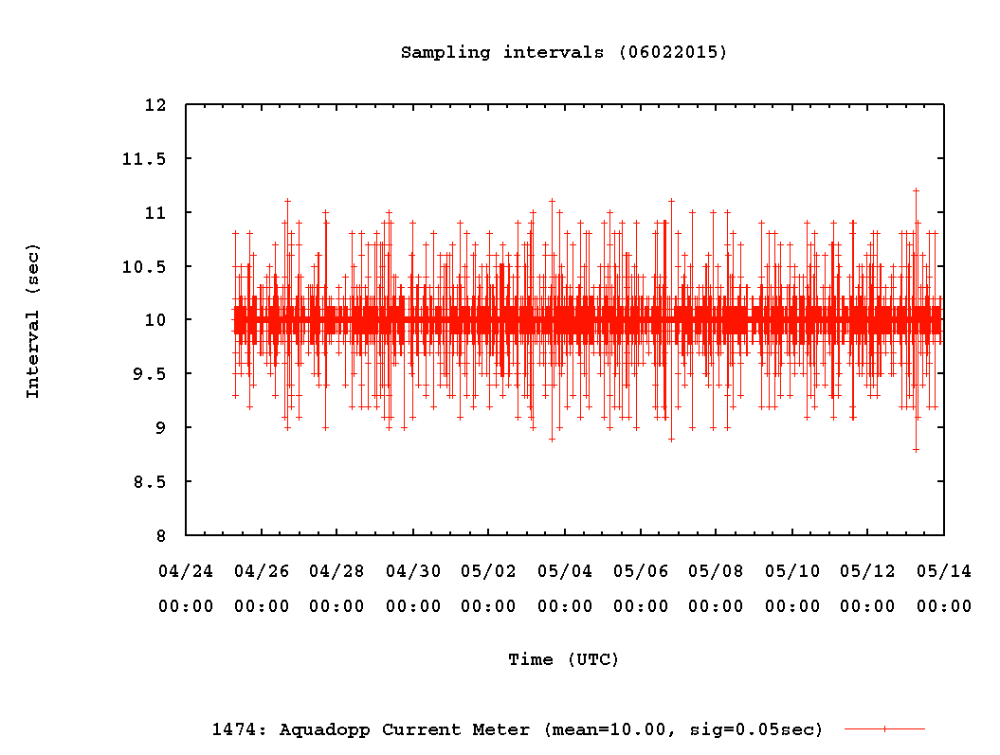 Sampling intervals (06022015)
12
11.5
11
10.5
10
9.5
9
8.5
8
Interval (sec)
04/24 04/26 04/28 04/30 05/02 05/04 05/06 05/08 05/10 05/12 05/14
00:00 00:00 00:00 00:00 00:00 00:00 00:00 00:00 00:00 00:00 00:00
Time (UTC)
1474: Aquadopp Current Meter (mean=10.00, sig=0.05sec)